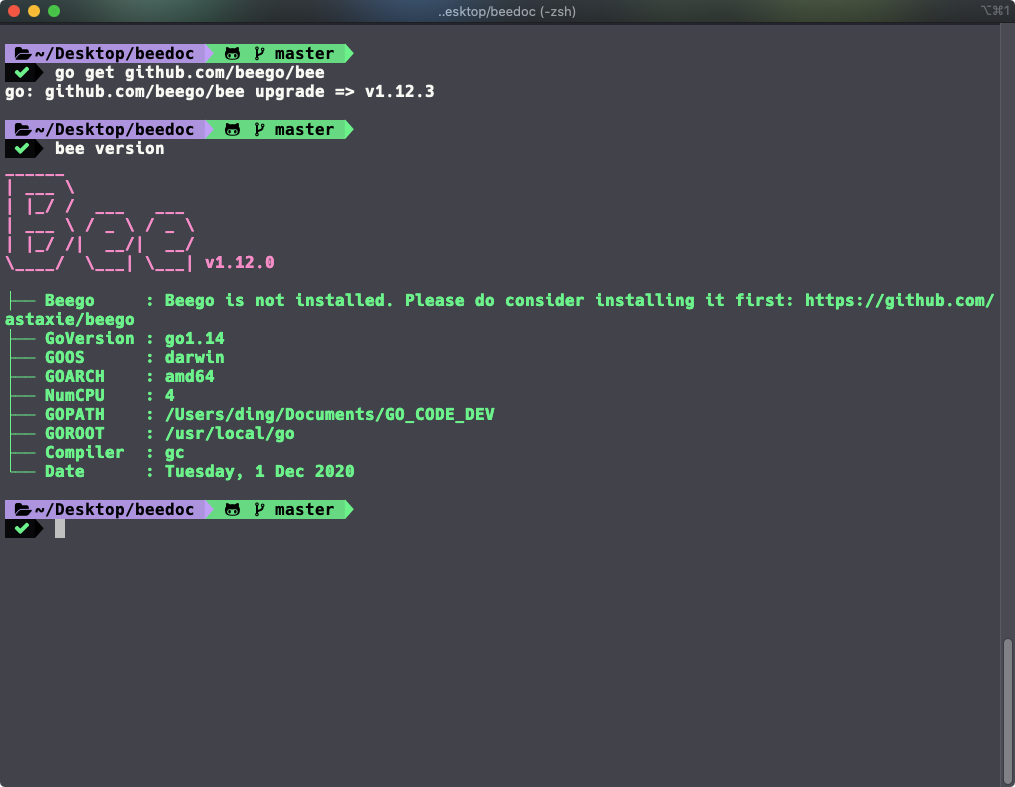 ..esktop/beedoc (-zsh)
⌥⌘1
~/Desktop/beedoc master
✔ go get github.com/beego/bee
go: github.com/beego/bee upgrade => v1.12.3
~/Desktop/beedoc master
✔ bee version
______
| ___ \
| |_/ /  ___   ___
| ___ \ / _ \ / _ \
| |_/ /|  __/|  __/
\____/  \___| \___| v1.12.0
├── Beego     : Beego is not installed. Please do consider installing it first: https://github.com/
astaxie/beego
├── GoVersion : go1.14
├── GOOS      : darwin
├── GOARCH    : amd64
├── NumCPU    : 4
├── GOPATH    : /Users/ding/Documents/GO_CODE_DEV
├── GOROOT    : /usr/local/go
├── Compiler  : gc
└── Date      : Tuesday, 1 Dec 2020
~/Desktop/beedoc master
✔